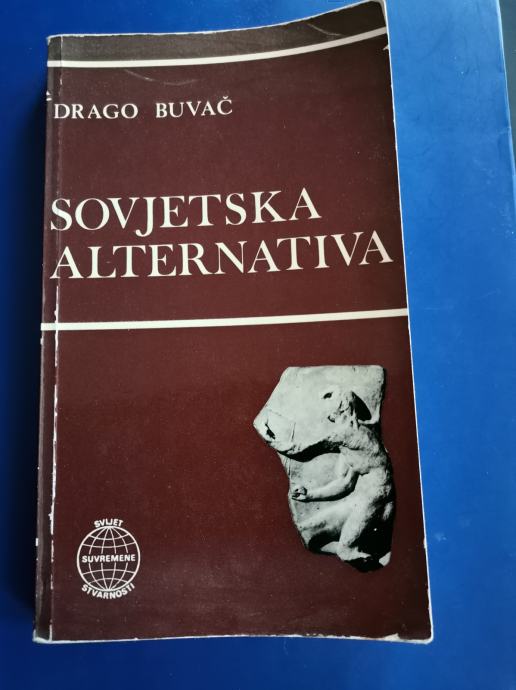 DRAGO BUVAČ
SOVJETSKA
ALTERNATIVA
SVIJET
SUVREMENE
STVARNOSTI